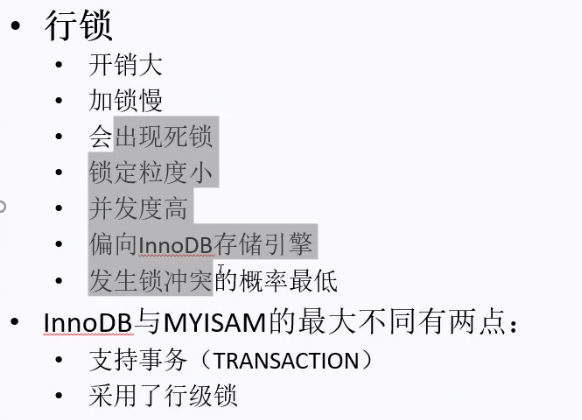 行锁
开销大
加锁慢
会出现死锁
锁定粒度小
并发度高
偏向InnoDB存储引擎
发生锁冲突的概率最低
InnoDB与MYISAM的最大不同有两点：
支持事务（TRANSACTION）
采用了行级锁